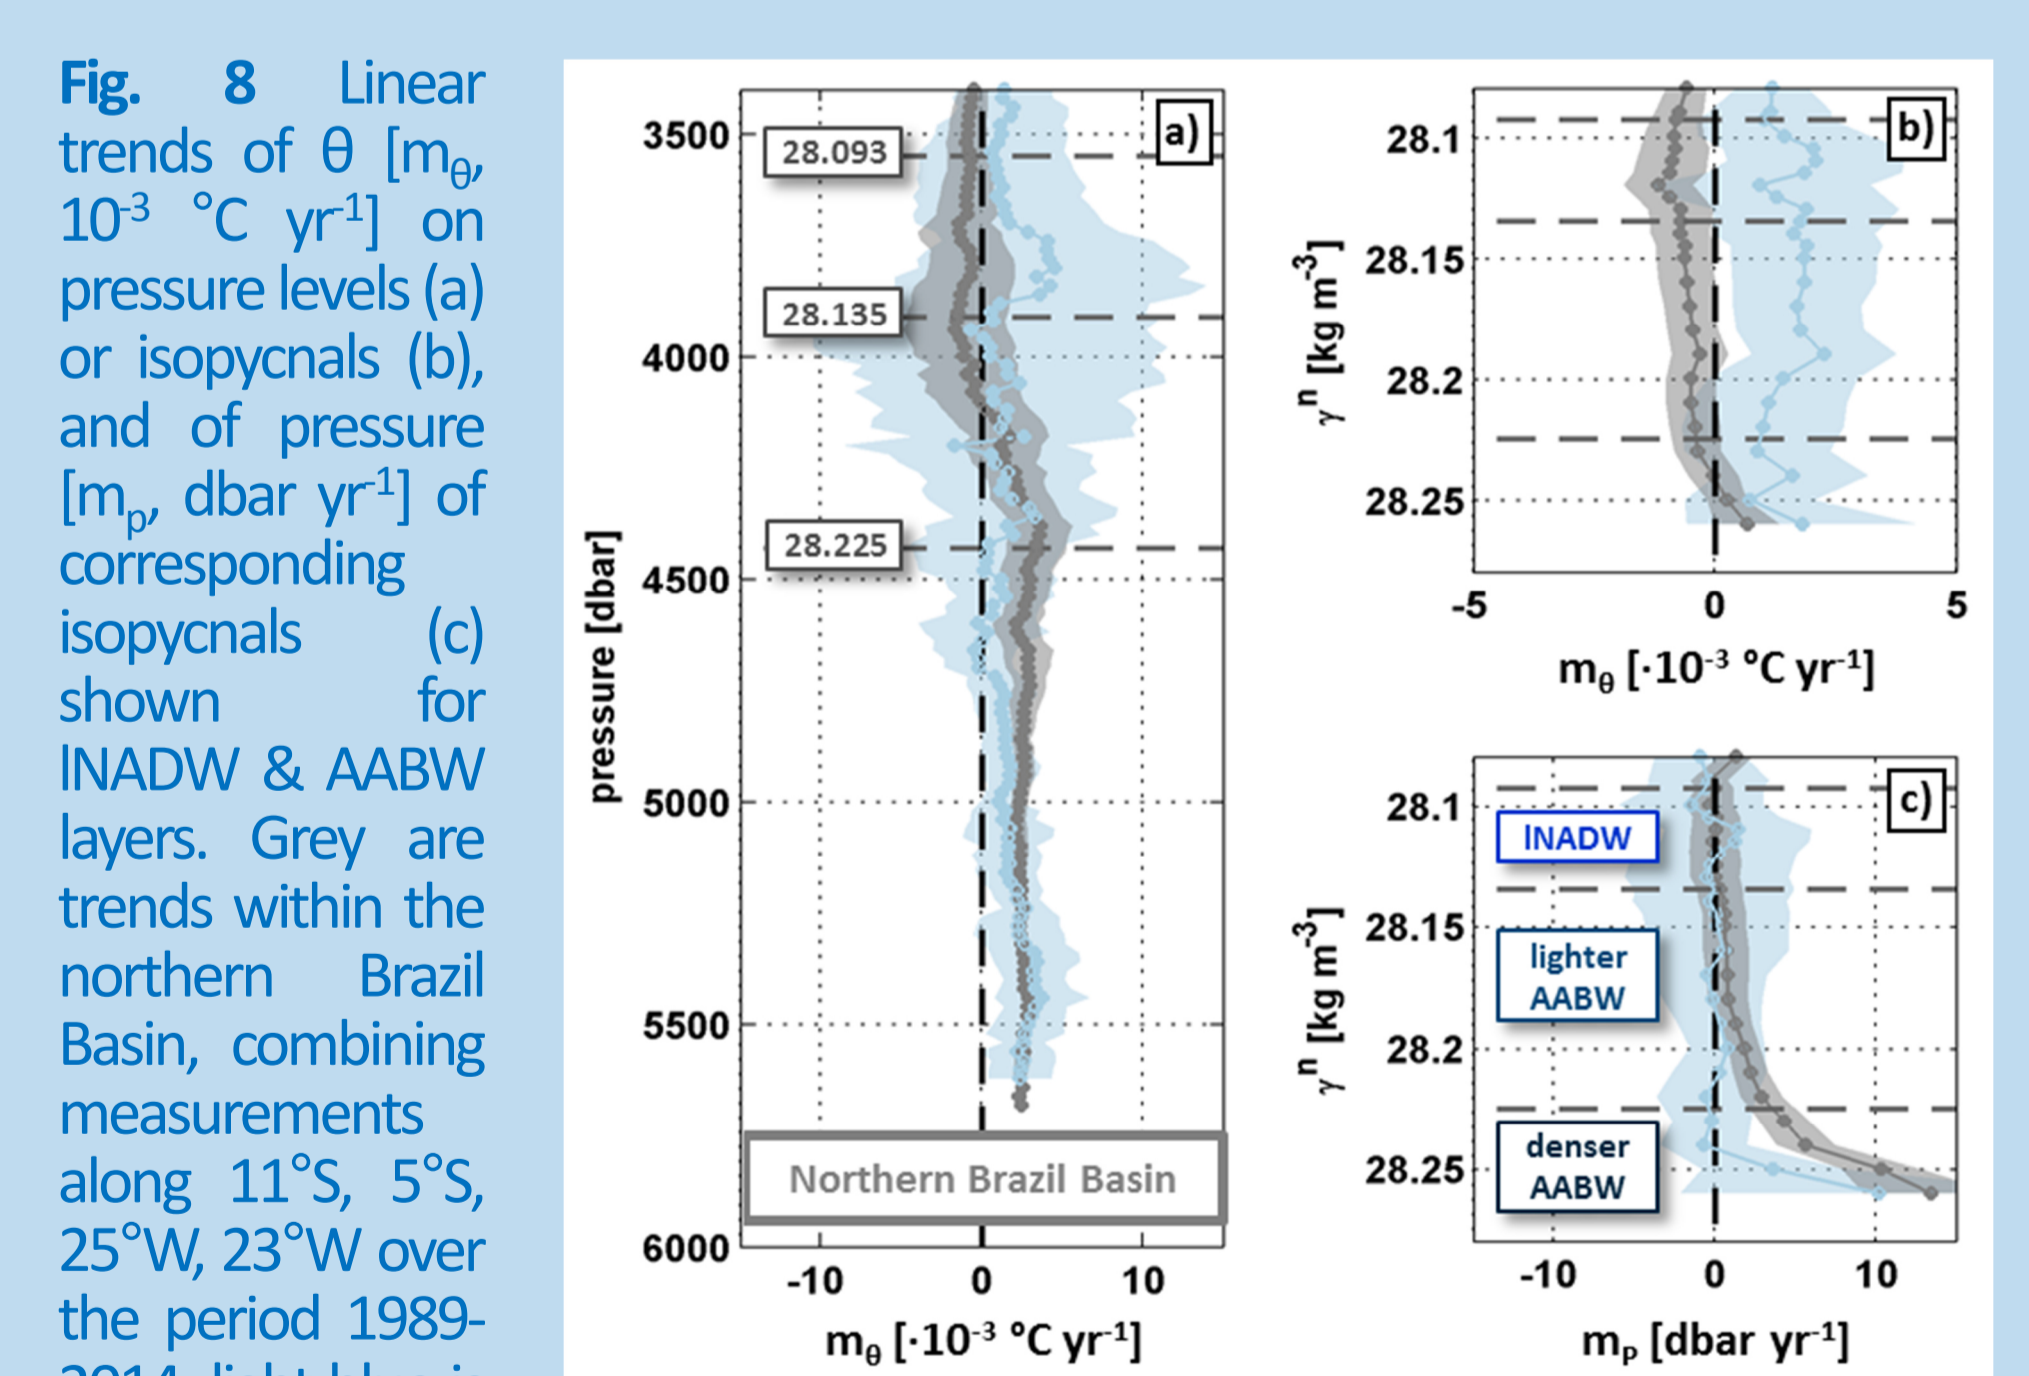 Fig. 8 Linear
trends of θ [mθ,
10-3 °C yr-1] on
pressure levels (a)
or isopycnals (b),
and of pressure
[mp, dbar yr-1] of
corresponding
isopycnals (c)
shown for
lNADW & AABW
layers. Grey are
trends within the
northern Brazil
Basin, combining
measurements
along 11°S, 5°S,
25°W, 23°W over
the period 1989-
a)
3500
28.093
28.135
4000
28.225
4500
pressure [dbar]
5000
5500
Northern Brazil Basin
6000
-10 0 10
mθ [·10-3 °C yr-1]
b)
28.1
28.15
28.2
28.25
γn [kg m-3]
-5 0 5
mθ [·10-3 °C yr-1]
c)
28.1
lNADW
28.15
lighter
AABW
28.2
denser
AABW
28.25
γn [kg m-3]
-10 0 10
mP [dbar yr-1]